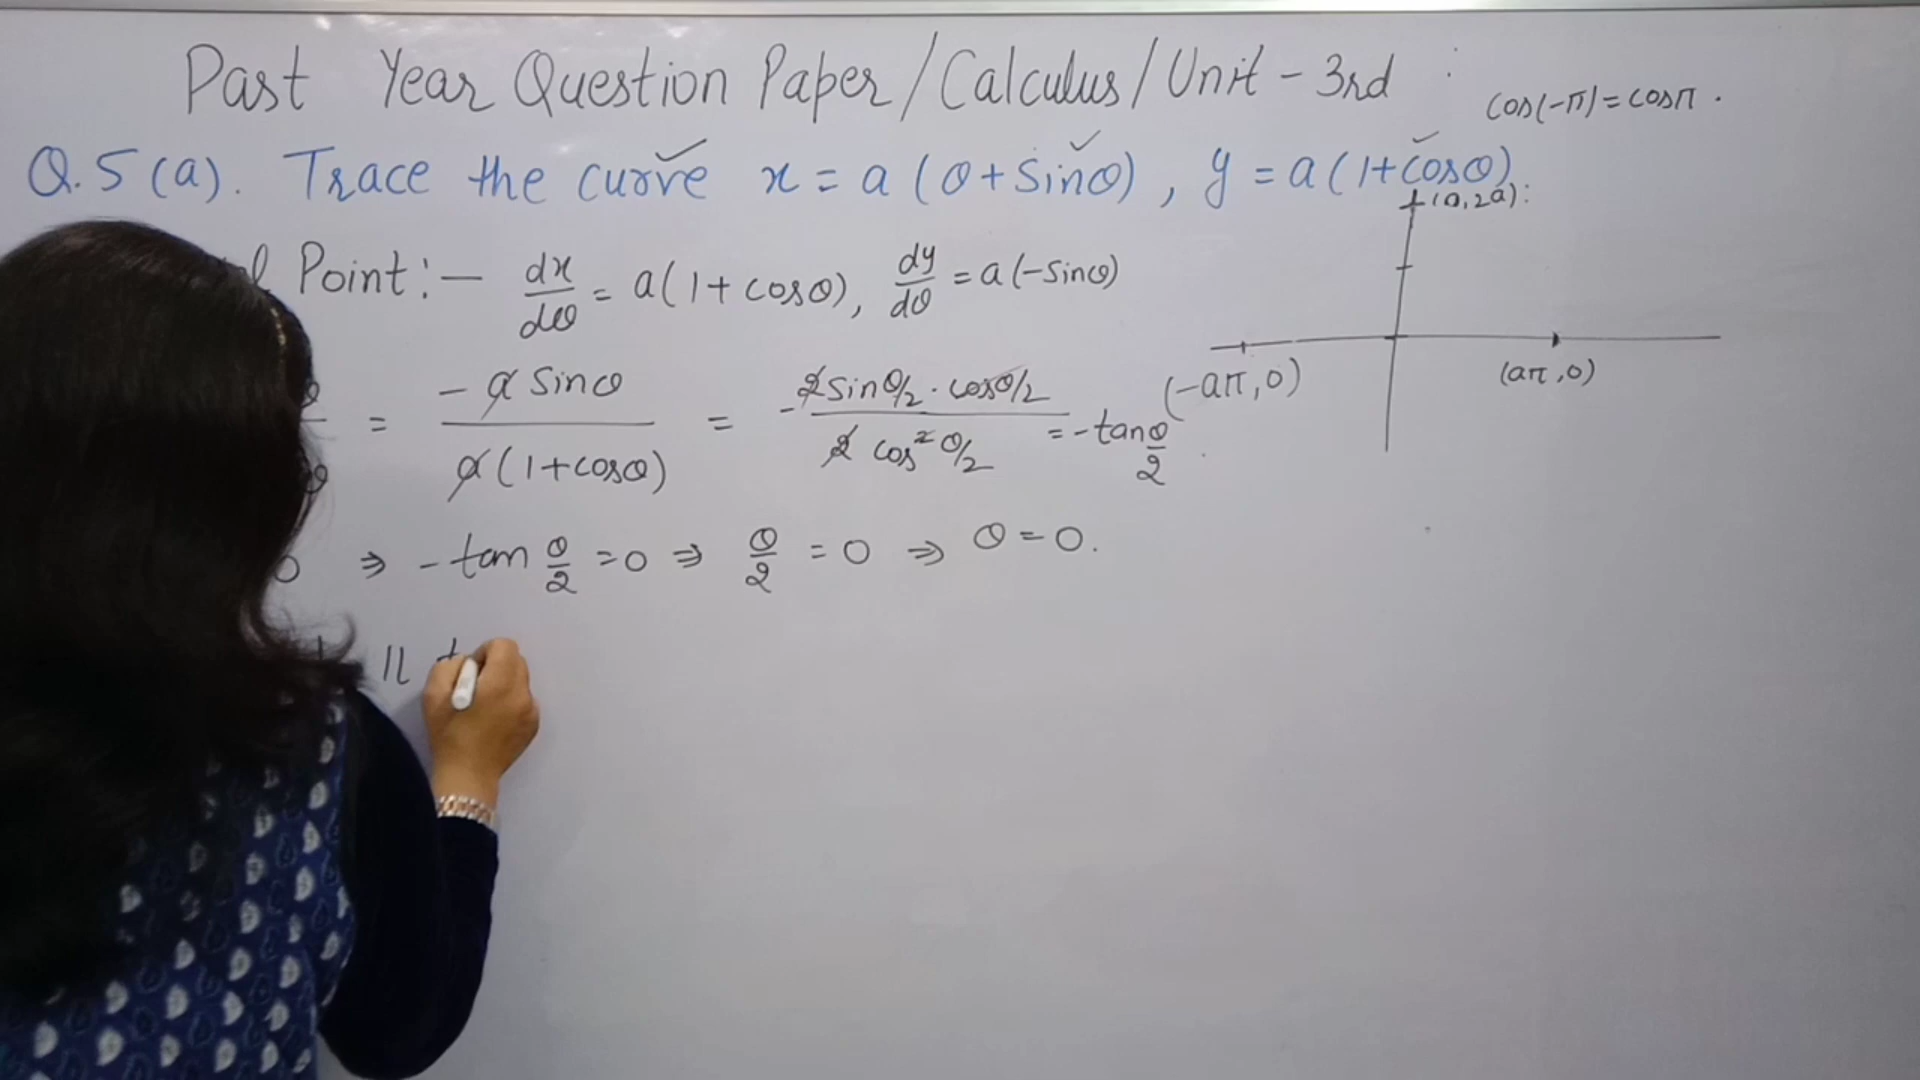 Past Year Question Paper/Calculus/Unit - 3rd
cos(-π) = cosπ.
Q.5 (a). Trace the curve x = a (θ + Sinθ), y = a(1+cosθ)
(0,2a):
Point:- dx/dθ = a(1+cosθ), dy/dθ = a(-Sinθ)
= -a Sinθ / a(1+cosθ) = - 2Sinθ/2 . cosθ/2 / 2 cos²θ/2 = -tan θ/2
(-aπ,0) (aπ,0)
0 ⇒ -tan θ/2 = 0 ⇒ θ/2 = 0 ⇒ θ = 0.
||